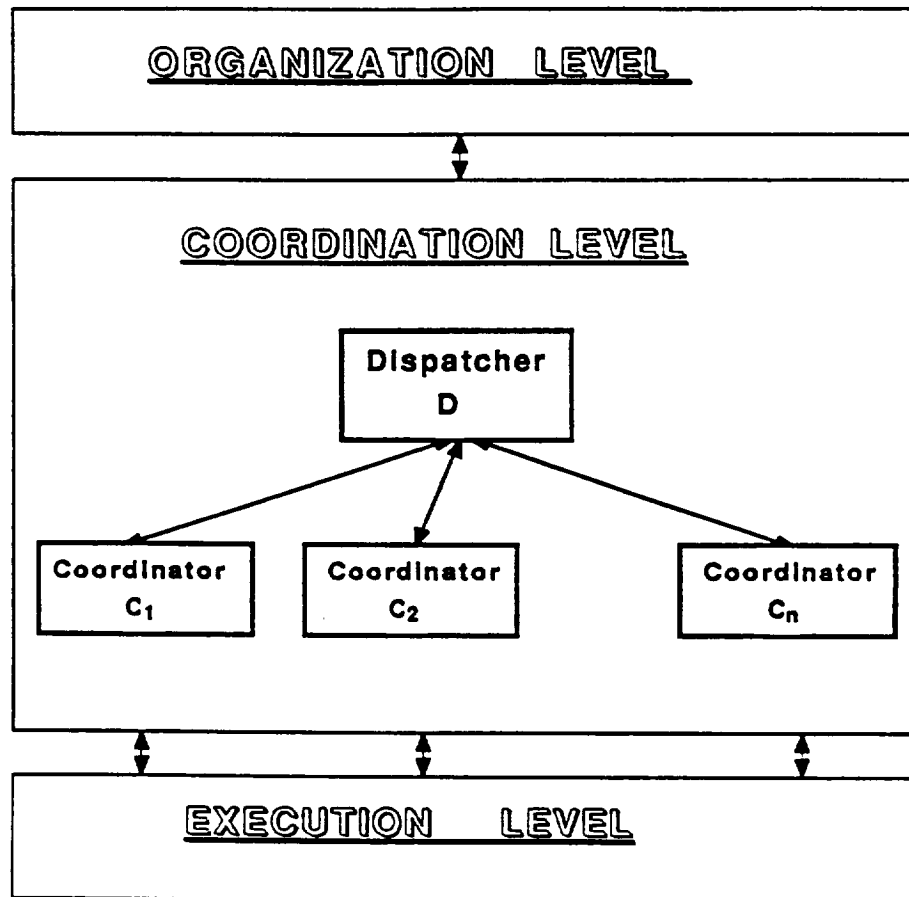 ORGANIZATION LEVEL
COORDINATION LEVEL
Dispatcher
D
Coordinator
C₁
Coordinator
C₂
Coordinator
Cₙ
EXECUTION LEVEL